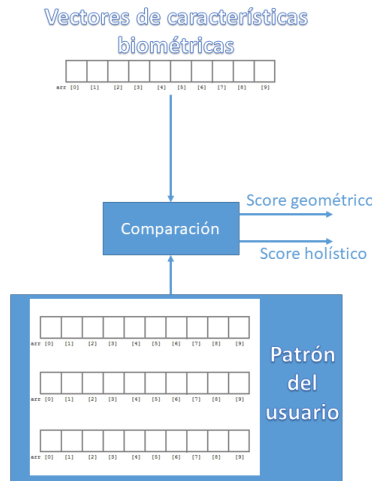 Vectores de características
biométricas
arr [0] [1] [2] [3] [4] [5] [6] [7] [8] [9]
Score geométrico
Comparación
Score holístico
arr [0] [1] [2] [3] [4] [5] [6] [7] [8] [9]
Patrón
del
usuario
arr [0] [1] [2] [3] [4] [5] [6] [7] [8] [9]
arr [0] [1] [2] [3] [4] [5] [6] [7] [8] [9]